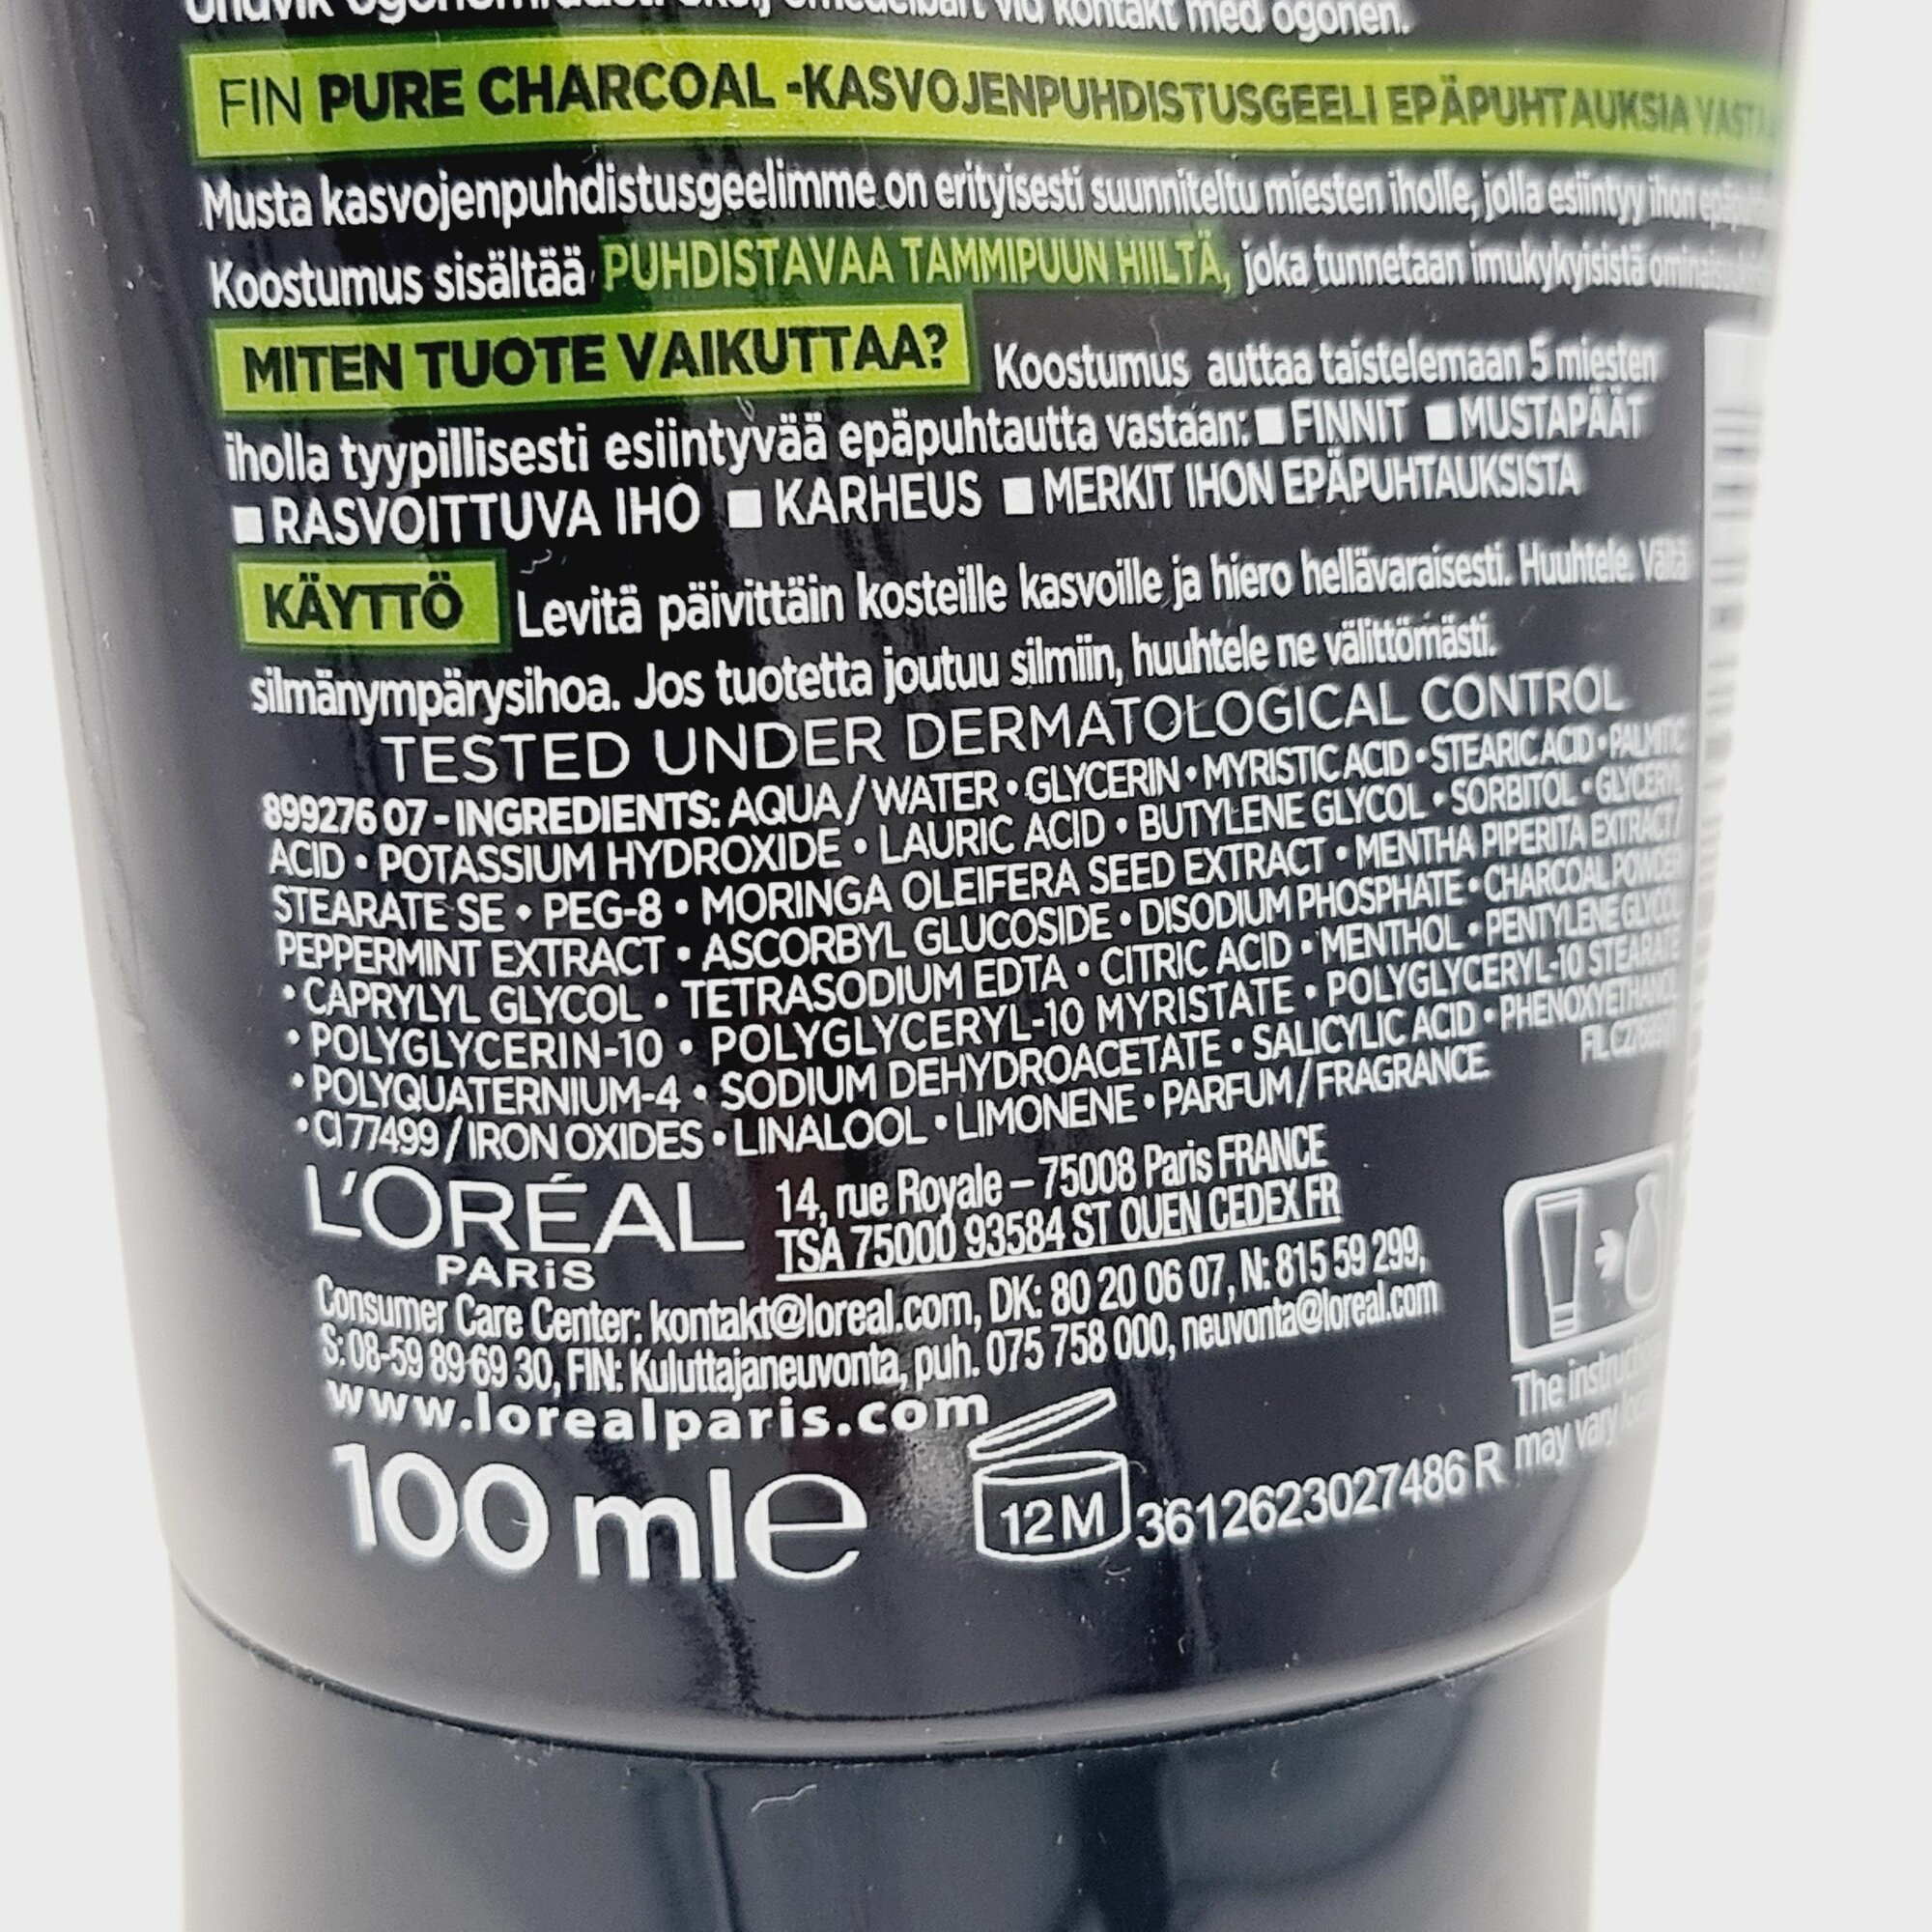 vid kontakt med ögonen.
FIN PURE CHARCOAL -KASVOJENPUHDISTUSGEELI EPÄPUHTAUKSIA
Musta kasvojenpuhdistusgeelimme on erityisesti suunniteltu miesten iholle, jolla esiintyy ihon
Koostumus sisältää PUHDISTAVAA TAMMIPUUN HIILTÄ, joka tunnetaan imukykyisistä
MITEN TUOTE VAIKUTTAA? Koostumus auttaa taistelemaan 5 miesten
iholla tyypillisesti esiintyvää epäpuhtautta vastaan: ■ FINNIT ■ MUSTAPÄÄT
■ RASVOITTUVA IHO ■ KARHEUS ■ MERKIT IHON EPÄPUHTAUKSISTA
KÄYTTÖ Levitä päivittäin kosteille kasvoille ja hiero hellävaraisesti. Huuhtele. Vältä
silmänympärysihoa. Jos tuotetta joutuu silmiin, huuhtele ne välittömästi.
TESTED UNDER DERMATOLOGICAL CONTROL
899276 07 - INGREDIENTS: AQUA / WATER • GLYCERIN • MYRISTIC ACID • STEARIC ACID • PALMITIC
ACID • POTASSIUM HYDROXIDE • LAURIC ACID • BUTYLENE GLYCOL • SORBITOL • GLYCERYL
STEARATE SE • PEG-8 • MORINGA OLEIFERA SEED EXTRACT • MENTHA PIPERITA EXTRACT /
PEPPERMINT EXTRACT • ASCORBYL GLUCOSIDE • DISODIUM PHOSPHATE • CHARCOAL POWDER
• CAPRYLYL GLYCOL • TETRASODIUM EDTA • CITRIC ACID • MENTHOL • PENTYLENE GLYCOL
• POLYGLYCERIN-10 • POLYGLYCERYL-10 MYRISTATE • POLYGLYCERYL-10 STEARATE
• POLYQUATERNIUM-4 • SODIUM DEHYDROACETATE • SALICYLIC ACID • PHENOXYETHANOL
• CI 77499 / IRON OXIDES • LINALOOL • LIMONENE • PARFUM / FRAGRANCE. FIL
L'ORÉAL
PARiS
14, rue Royale – 75008 Paris FRANCE
TSA 75000 93584 ST OUEN CEDEX FR
Consumer Care Center: kontakt@loreal.com, DK: 80 20 06 07, N: 815 59 299,
S: 08-59 89 69 30, FIN: Kuluttajaneuvonta, puh. 075 758 000, neuvonta@loreal.com
www.lorealparis.com
The
may vary
100 ml e
12 M
3612623027486 R